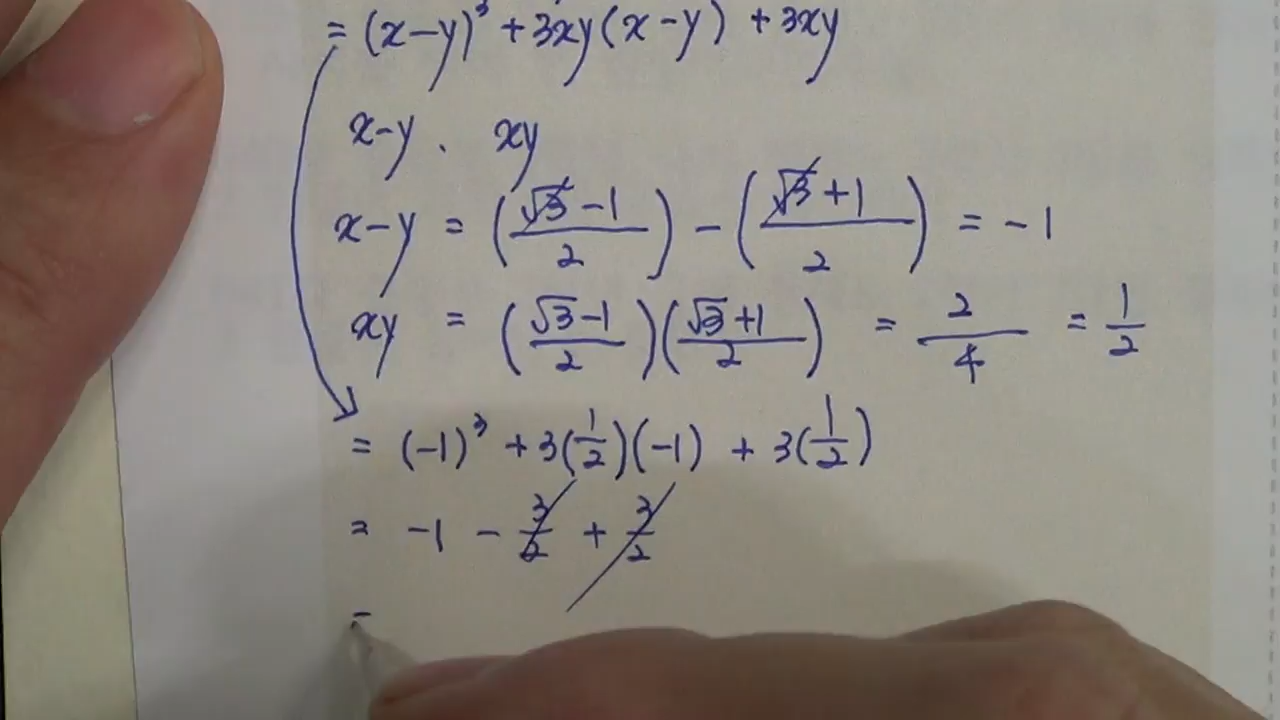 = (x-y)³ + 3xy(x-y) + 3xy
x-y . xy
x-y = (√3-1/2) - (√3+1/2) = -1
xy = (√3-1/2)(√3+1/2) = 2/4 = 1/2
= (-1)³ + 3(1/2)(-1) + 3(1/2)
= -1 - 3/2 + 3/2
=